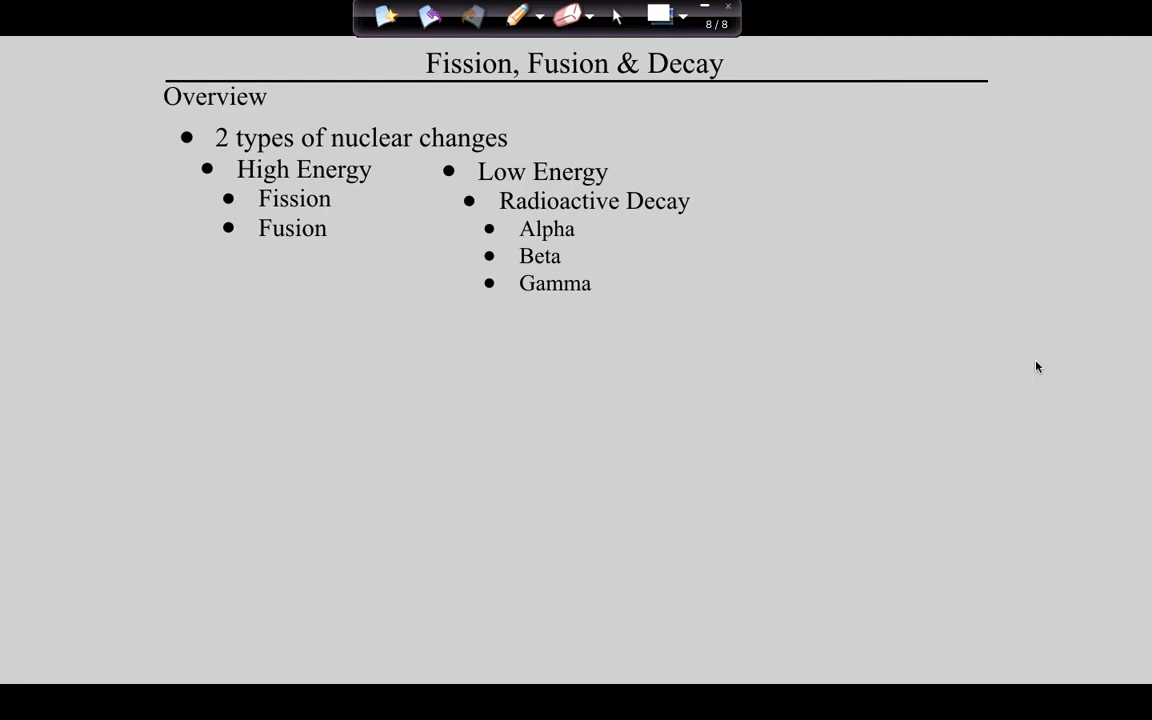 8 / 8
Fission, Fusion & Decay
Overview
• 2 types of nuclear changes
• High Energy
• Fission
• Fusion
• Low Energy
• Radioactive Decay
• Alpha
• Beta
• Gamma